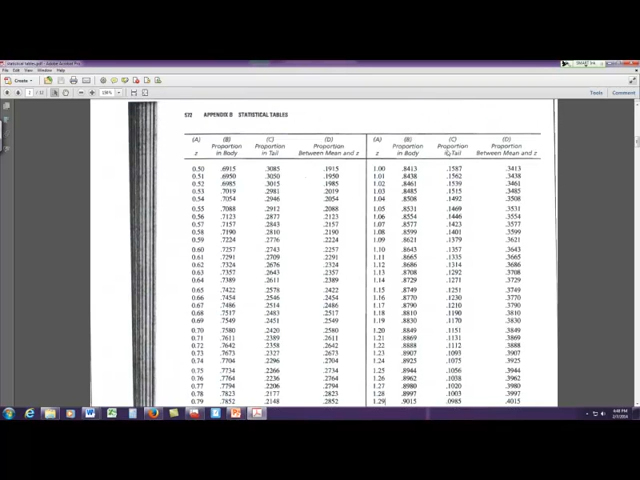 statistical tables.pdf - Adobe Acrobat Pro
File Edit View Window Help
Create
Tools Comment
572 APPENDIX B STATISTICAL TABLES
(A) (B) (C) (D) (A) (B) (C) (D)
Proportion Proportion Proportion Proportion Proportion Proportion
z in Body in Tail Between Mean and z z in Body in Tail Between Mean and z
0.50 .6915 .3085 .1915 1.00 .8413 .1587 .3413
0.51 .6950 .3050 .1950 1.01 .8438 .1562 .3438
0.52 .6985 .3015 .1985 1.02 .8461 .1539 .3461
0.53 .7019 .2981 .2019 1.03 .8485 .1515 .3485
0.54 .7054 .2946 .2054 1.04 .8508 .1492 .3508
0.55 .7088 .2912 .2088 1.05 .8531 .1469 .3531
0.56 .7123 .2877 .2123 1.06 .8554 .1446 .3554
0.57 .7157 .2843 .2157 1.07 .8577 .1423 .3577
0.58 .7190 .2810 .2190 1.08 .8599 .1401 .3599
0.59 .7224 .2776 .2224 1.09 .8621 .1379 .3621
0.60 .7257 .2743 .2257 1.10 .8643 .1357 .3643
0.61 .7291 .2709 .2291 1.11 .8665 .1335 .3665
0.62 .7324 .2676 .2324 1.12 .8686 .1314 .3686
0.63 .7357 .2643 .2357 1.13 .8708 .1292 .3708
0.64 .7389 .2611 .2389 1.14 .8729 .1271 .3729
0.65 .7422 .2578 .2422 1.15 .8749 .1251 .3749
0.66 .7454 .2546 .2454 1.16 .8770 .1230 .3770
0.67 .7486 .2514 .2486 1.17 .8790 .1210 .3790
0.68 .7517 .2483 .2517 1.18 .8810 .1190 .3810
0.69 .7549 .2451 .2549 1.19 .8830 .1170 .3830
0.70 .7580 .2420 .2580 1.20 .8849 .1151 .3849
0.71 .7611 .2389 .2611 1.21 .8869 .1131 .3869
0.72 .7642 .2358 .2642 1.22 .8888 .1112 .3888
0.73 .7673 .2327 .2673 1.23 .8907 .1093 .3907
0.74 .7704 .2296 .2704 1.24 .8925 .1075 .3925
0.75 .7734 .2266 .2734 1.25 .8944 .1056 .3944
0.76 .7764 .2236 .2764 1.26 .8962 .1038 .3962
0.77 .7794 .2206 .2794 1.27 .8980 .1020 .3980
0.78 .7823 .2177 .2823 1.28 .8997 .1003 .3997
0.79 .7852 .2148 .2852 1.29 .9015 .0985 .4015